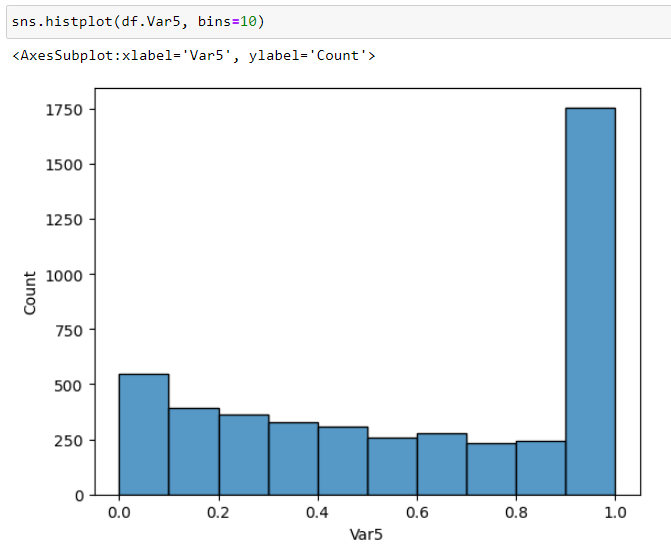 sns.histplot(df.Var5, bins=10)
<AxesSubplot:xlabel='Var5', ylabel='Count'>
1750
1500
1250
1000
750
500
250
0
Count
0.0 0.2 0.4 0.6 0.8 1.0
Var5